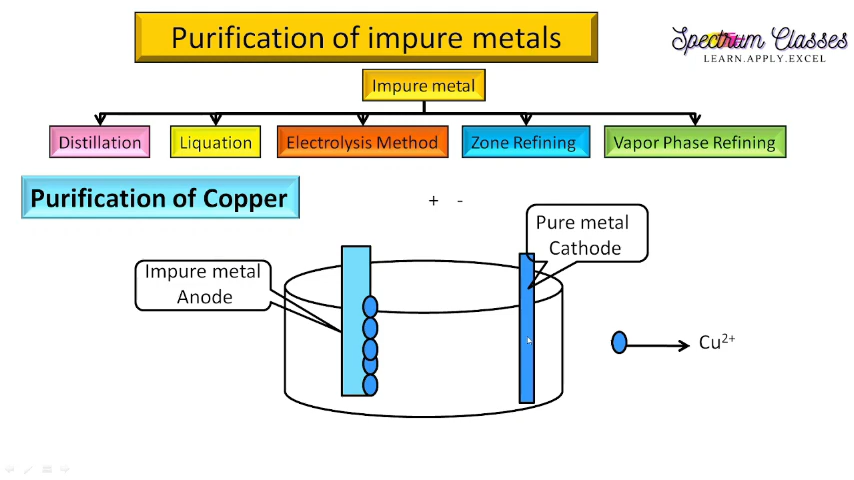 Purification of impure metals
Spectrum Classes
LEARN.APPLY.EXCEL
Impure metal
Distillation
Liquation
Electrolysis Method
Zone Refining
Vapor Phase Refining
Purification of Copper
+ -
Pure metal
Cathode
Impure metal
Anode
Cu²⁺